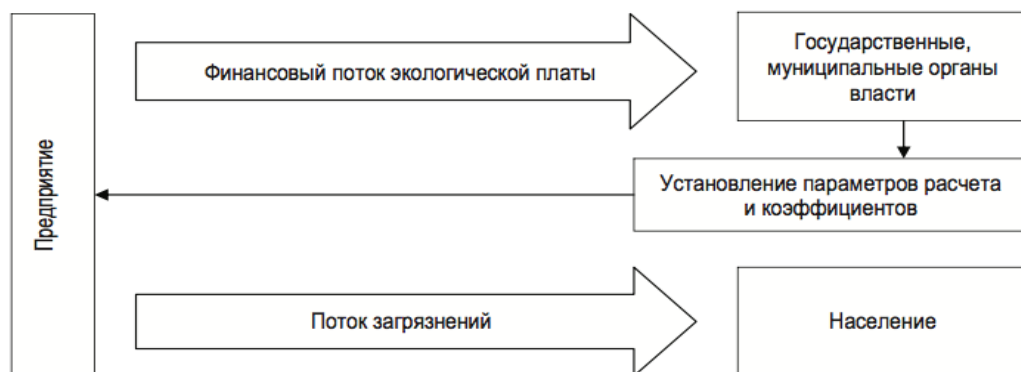 Предприятие
Финансовый поток экологической платы
Государственные,
муниципальные органы
власти
Установление параметров расчета
и коэффициентов
Поток загрязнений
Население